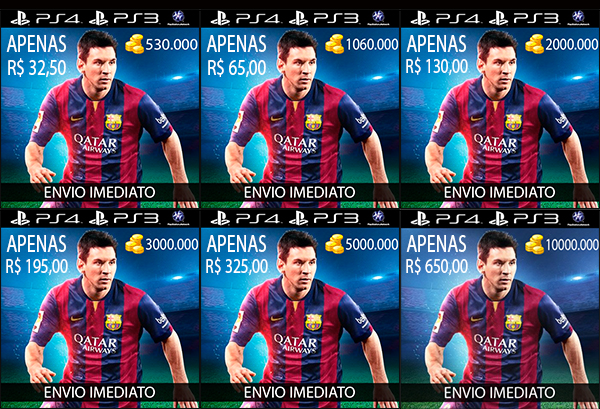 PS4 PS3
APENAS 530.000
R$ 32,50
QATAR
AIRWAYS
ENVIO IMEDIATO
PS4 PS3
APENAS 1060.000
R$ 65,00
QATAR
AIRWAYS
ENVIO IMEDIATO
PS4 PS3
APENAS 2000.000
R$ 130,00
QATAR
AIRWAYS
ENVIO IMEDIATO
PS4 PS3
APENAS 3000.000
R$ 195,00
QATAR
AIRWAYS
ENVIO IMEDIATO
PS4 PS3
APENAS 5000.000
R$ 325,00
QATAR
AIRWAYS
ENVIO IMEDIATO
PS4 PS3
APENAS 10000.000
R$ 650,00
QATAR
AIRWAYS
ENVIO IMEDIATO